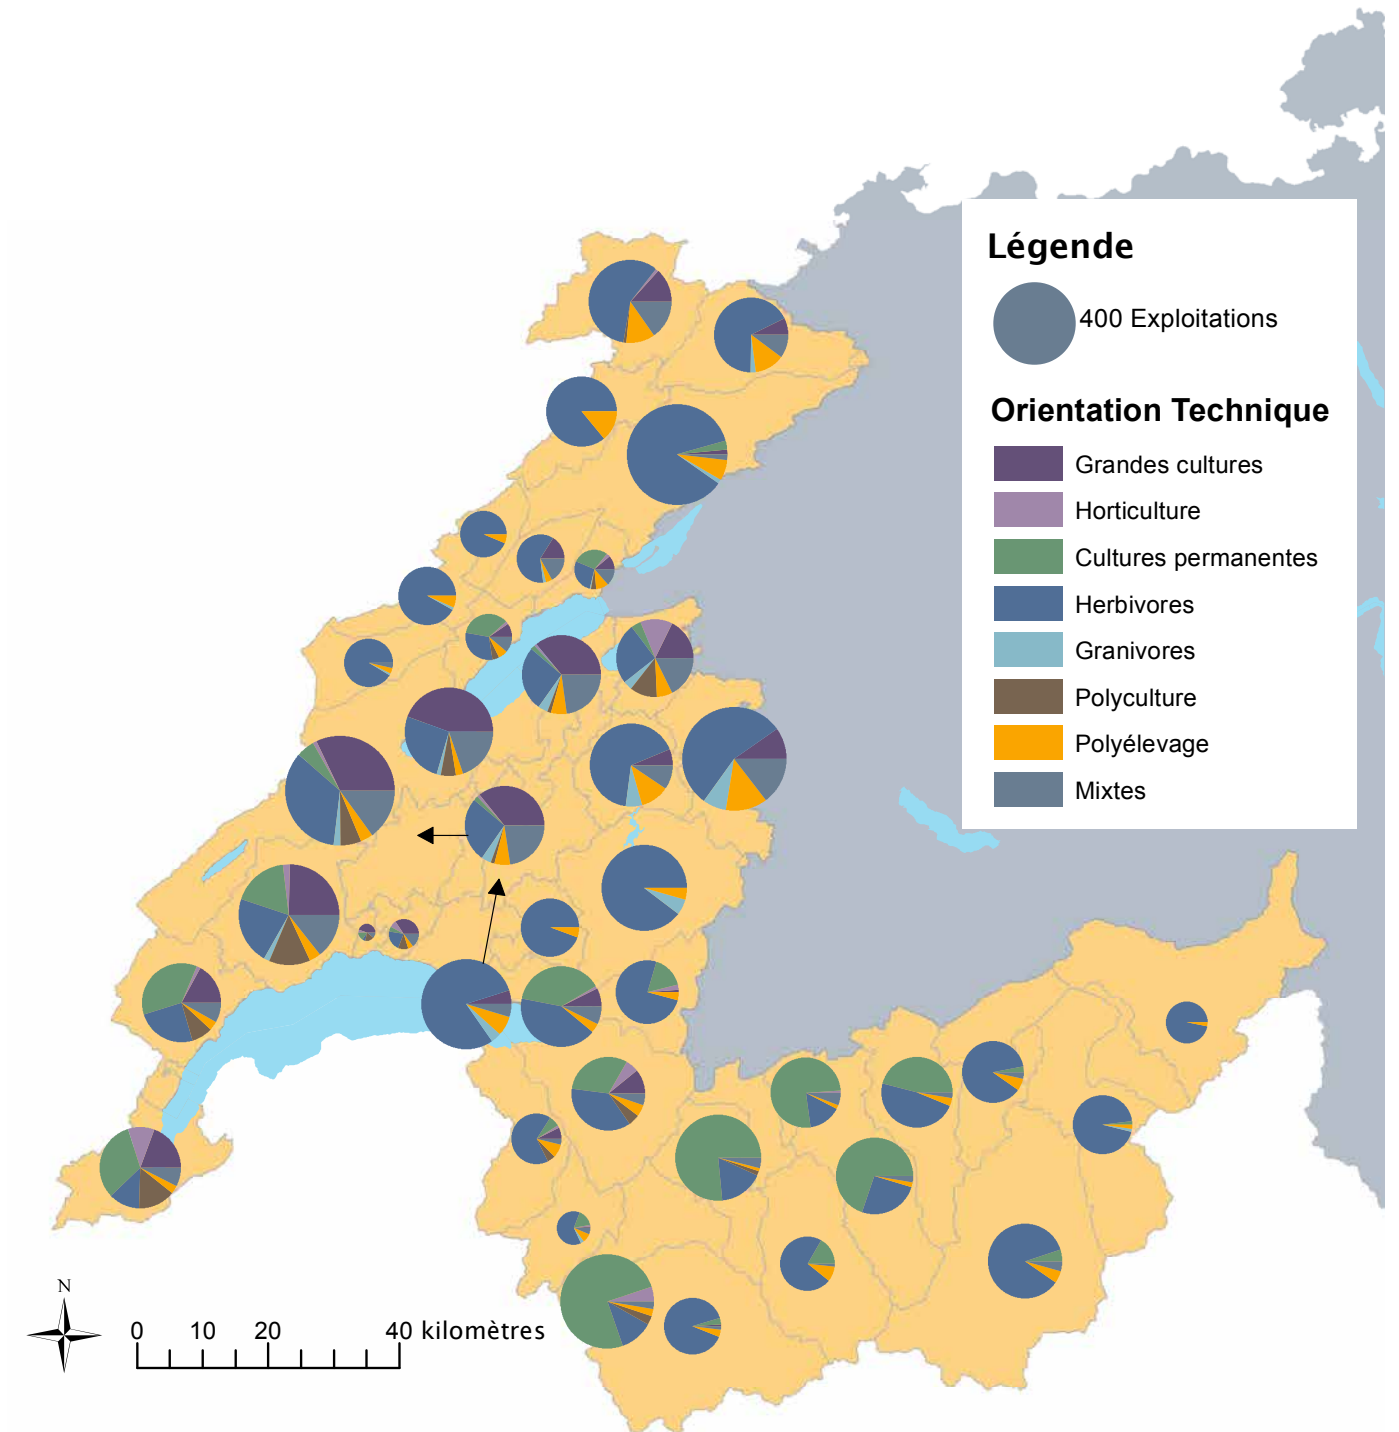 Légende
400 Exploitations
Orientation Technique
Grandes cultures
Horticulture
Cultures permanentes
Herbivores
Granivores
Polyculture
Polyélevage
Mixtes
N
0 10 20 40 kilomètres